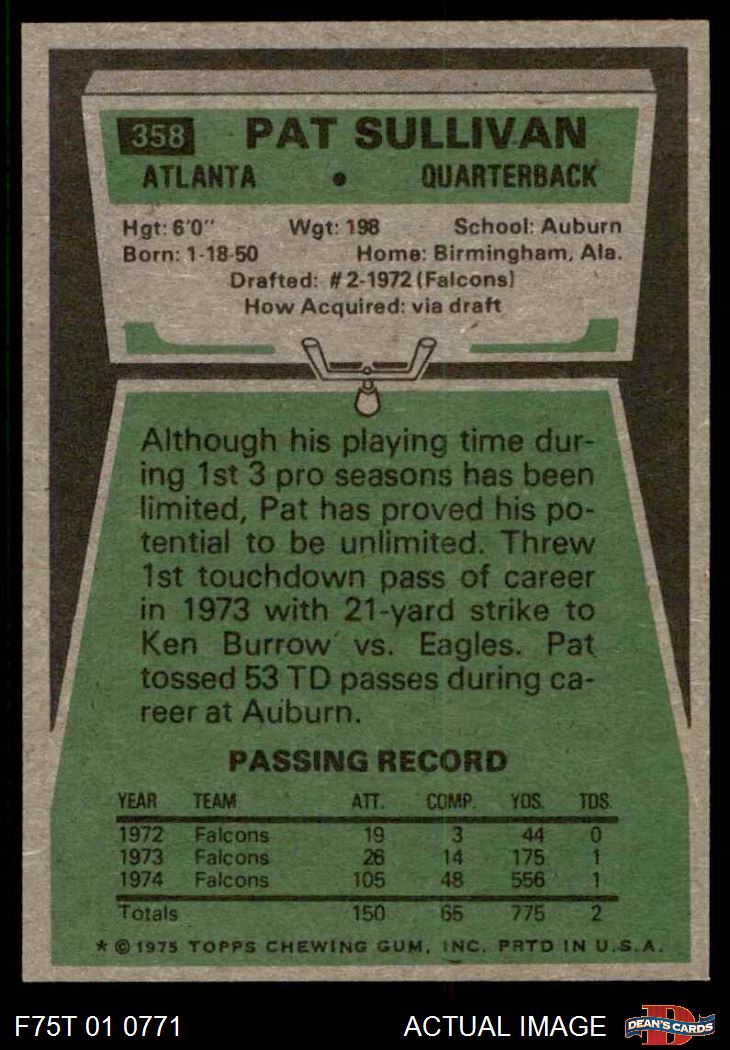 358 PAT SULLIVAN
ATLANTA • QUARTERBACK
Hgt: 6'0" Wgt: 198 School: Auburn
Born: 1-18-50 Home: Birmingham, Ala.
Drafted: #2-1972 (Falcons)
How Acquired: via draft
Although his playing time dur-
ing 1st 3 pro seasons has been
limited, Pat has proved his po-
tential to be unlimited. Threw
1st touchdown pass of career
in 1973 with 21-yard strike to
Ken Burrow vs. Eagles. Pat
tossed 53 TD passes during ca-
reer at Auburn.
PASSING RECORD
YEAR TEAM ATT. COMP. YDS. TDS.
1972 Falcons 19 3 44 0
1973 Falcons 26 14 175 1
1974 Falcons 105 48 556 1
Totals 150 65 775 2
* © 1975 TOPPS CHEWING GUM, INC. PRTD IN U.S.A.
F75T 01 0771 ACTUAL IMAGE D DEAN'S CARDS